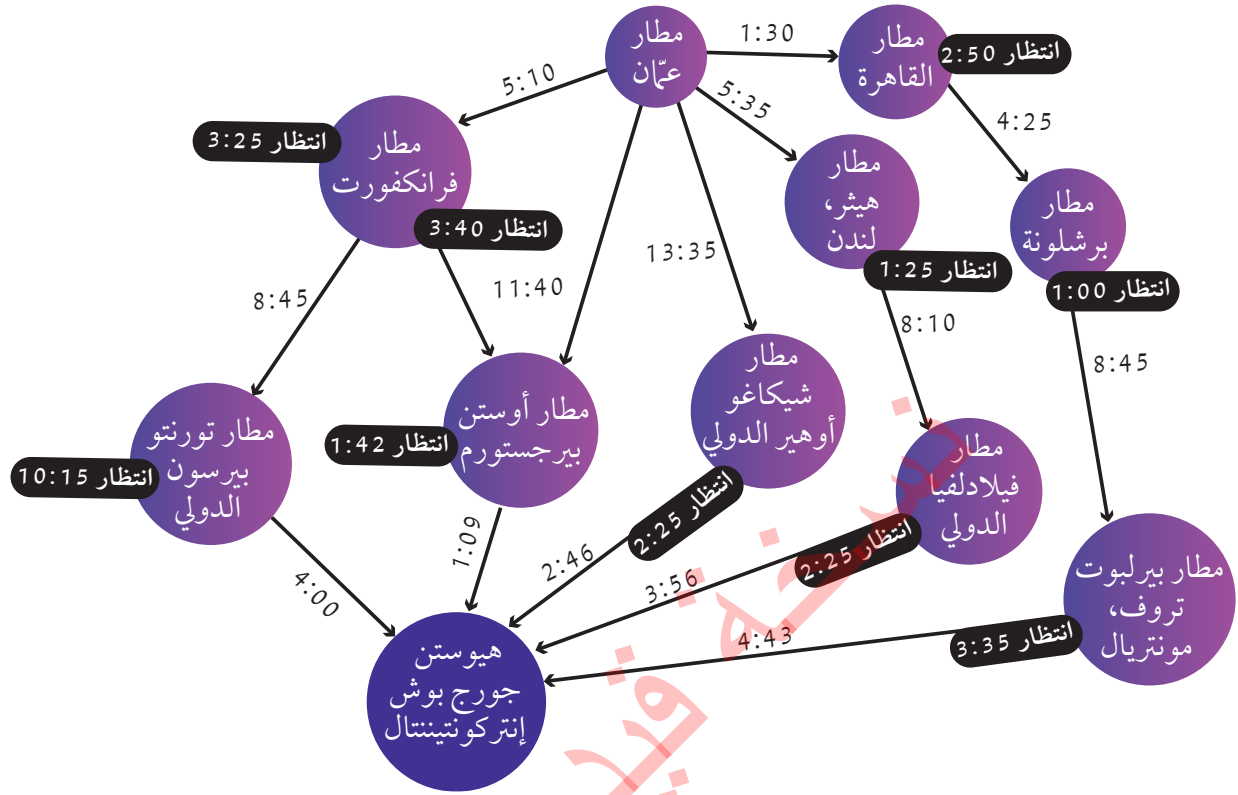 مطار
عمّان
1:30
مطار
القاهرة
انتظار 2:50
5:10
5:35
4:25
مطار
فرانكفورت
انتظار 3:25
انتظار 3:40
مطار
هيثر،
لندن
انتظار 1:25
مطار
برشلونة
انتظار 1:00
8:45
11:40
13:35
8:10
8:45
مطار تورنتو
بيرسون
الدولي
انتظار 10:15
مطار أوستن
بيرجستورم
انتظار 1:42
مطار
شيكاغو
أوهير الدولي
انتظار 2:25
مطار
فيلادلفيا
الدولي
انتظار 2:25
مطار بيرلبوت
تروف،
مونتريال
انتظار 3:35
4:00
1:09
2:46
3:56
4:43
هيوستن
جورج بوش
إنتركونتيننتال
نسخة